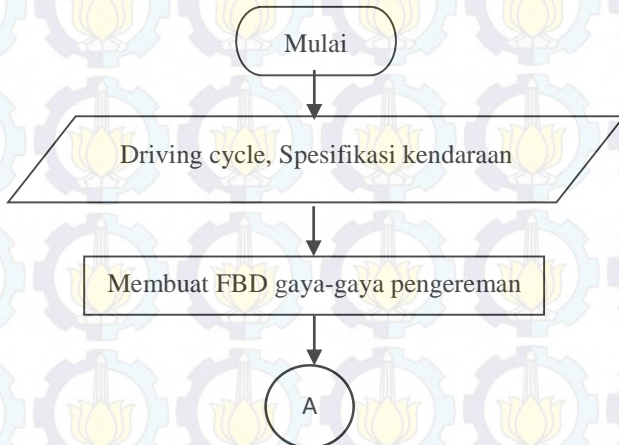 Mulai
Driving cycle, Spesifikasi kendaraan
Membuat FBD gaya-gaya pengereman
A